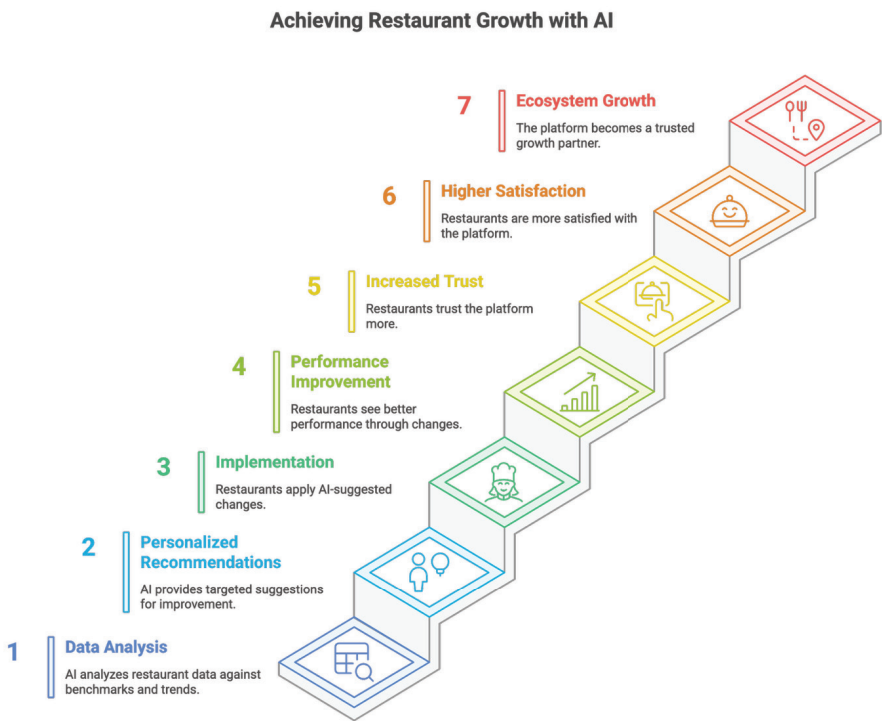 Achieving Restaurant Growth with AI
7
Ecosystem Growth
The platform becomes a trusted
growth partner.
6
Higher Satisfaction
Restaurants are more satisfied with
the platform.
5
Increased Trust
Restaurants trust the platform
more.
4
Performance
Improvement
Restaurants see better
performance through changes.
3
Implementation
Restaurants apply AI-suggested
changes.
2
Personalized
Recommendations
AI provides targeted suggestions
for improvement.
1
Data Analysis
AI analyzes restaurant data against
benchmarks and trends.